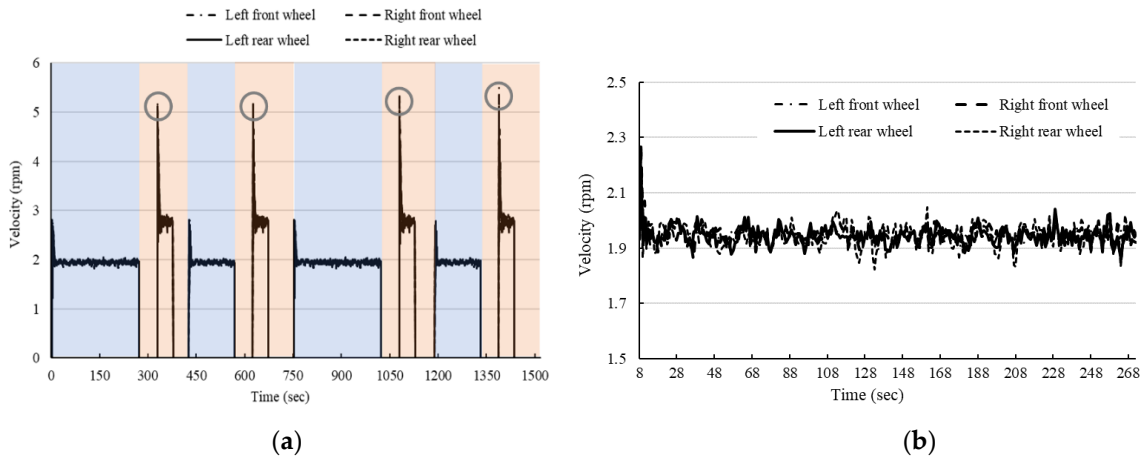 Left front wheel Right front wheel
Left rear wheel Right rear wheel
6
5
4
3
2
1
0
Velocity (rpm)
0 150 300 450 600 750 900 1050 1200 1350 1500
Time (sec)
(a)
2.5
2.3
2.1
1.9
1.7
1.5
Velocity (rpm)
Left front wheel Right front wheel
Left rear wheel Right rear wheel
8 28 48 68 88 108 128 148 168 188 208 228 248 268
Time (sec)
(b)